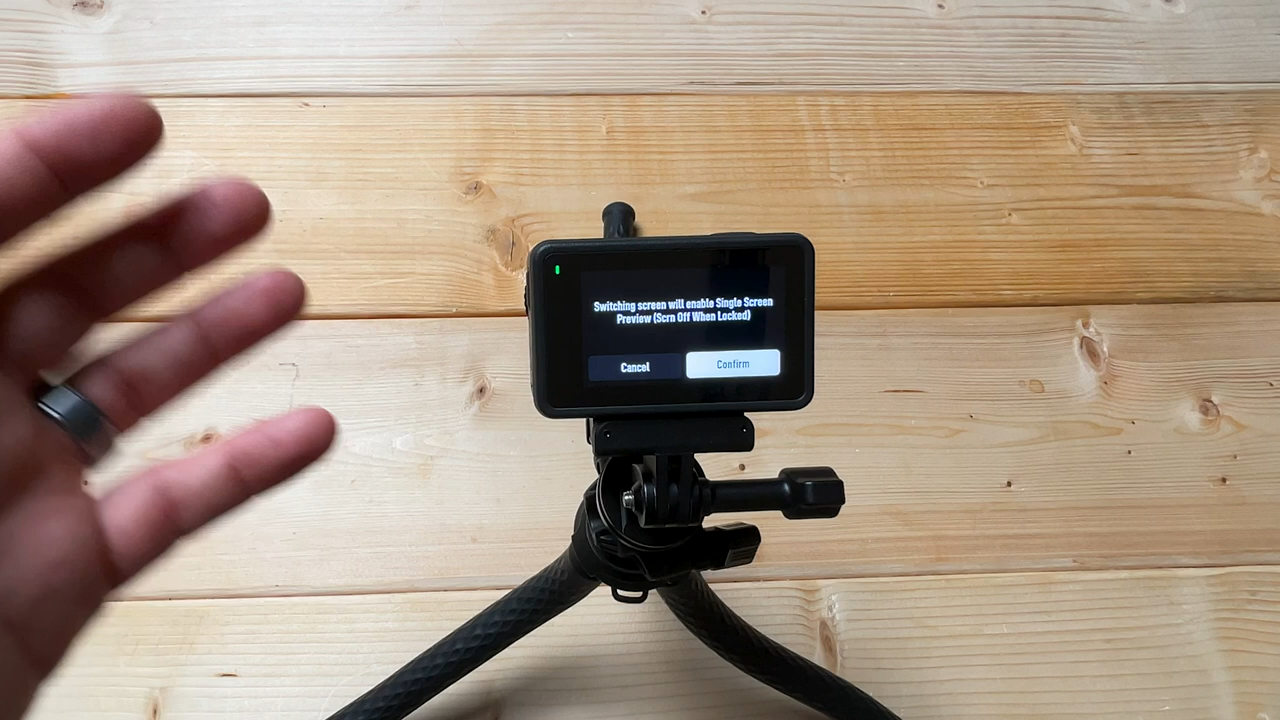 Switching screen will enable Single Screen
Preview (Scrn Off When Locked)
Cancel
Confirm